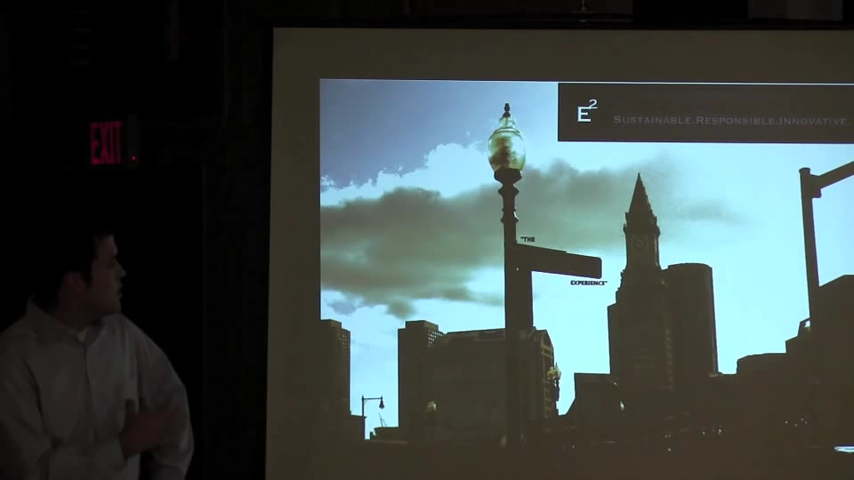 EXIT
E2
SUSTAINABLE.RESPONSIBLE.INNOVATIVE.
"THE
EXPERIENCE"